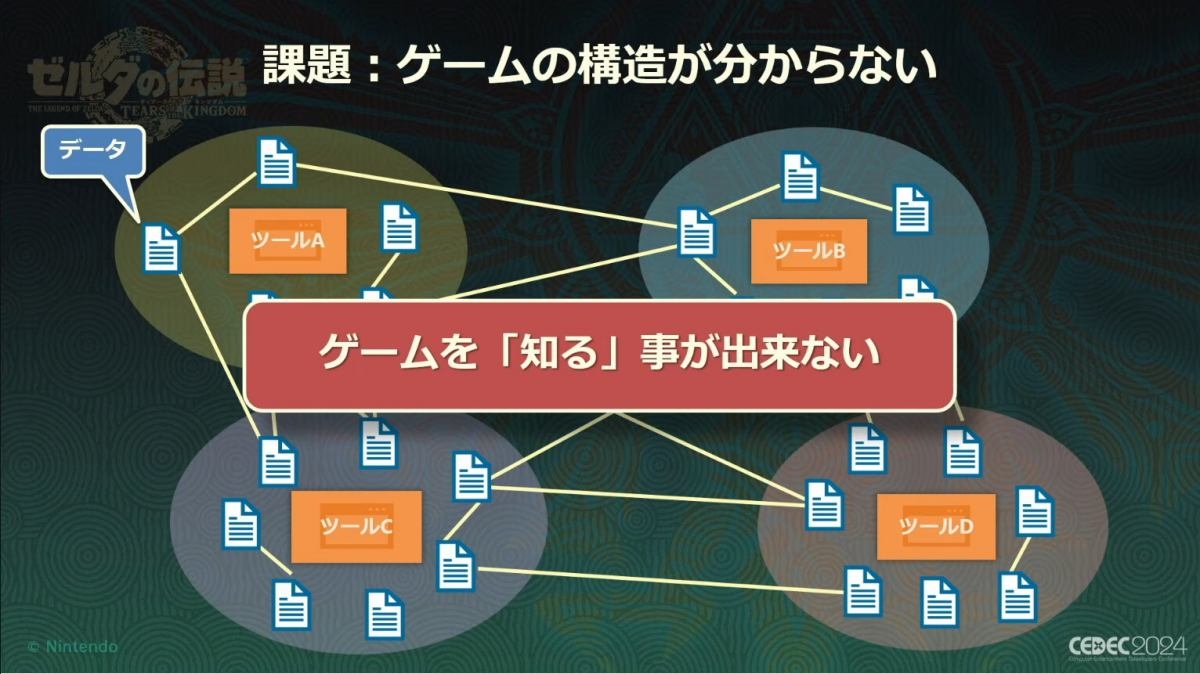 課題：ゲームの構造が分からない
ゼルダの伝説
THE LEGEND OF ZELDA
TEARS OF THE KINGDOM
データ
ツールA
ツールB
ゲームを「知る」事が出来ない
ツールC
ツールD
© Nintendo
CEDEC2024
Computer Entertainment Developers Conference